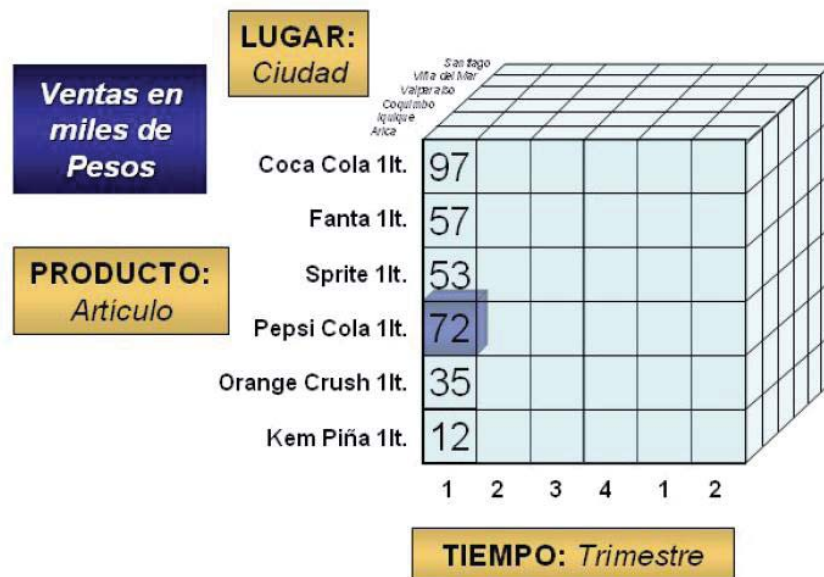 LUGAR:
Ciudad
Ventas en
miles de
Pesos
Santiago
Viña del Mar
Valparaíso
Coquimbo
Iquique
Arica
Coca Cola 1lt. 97
Fanta 1lt. 57
Sprite 1lt. 53
PRODUCTO:
Artículo
Pepsi Cola 1lt. 72
Orange Crush 1lt. 35
Kem Piña 1lt. 12
1 2 3 4 1 2
TIEMPO: Trimestre